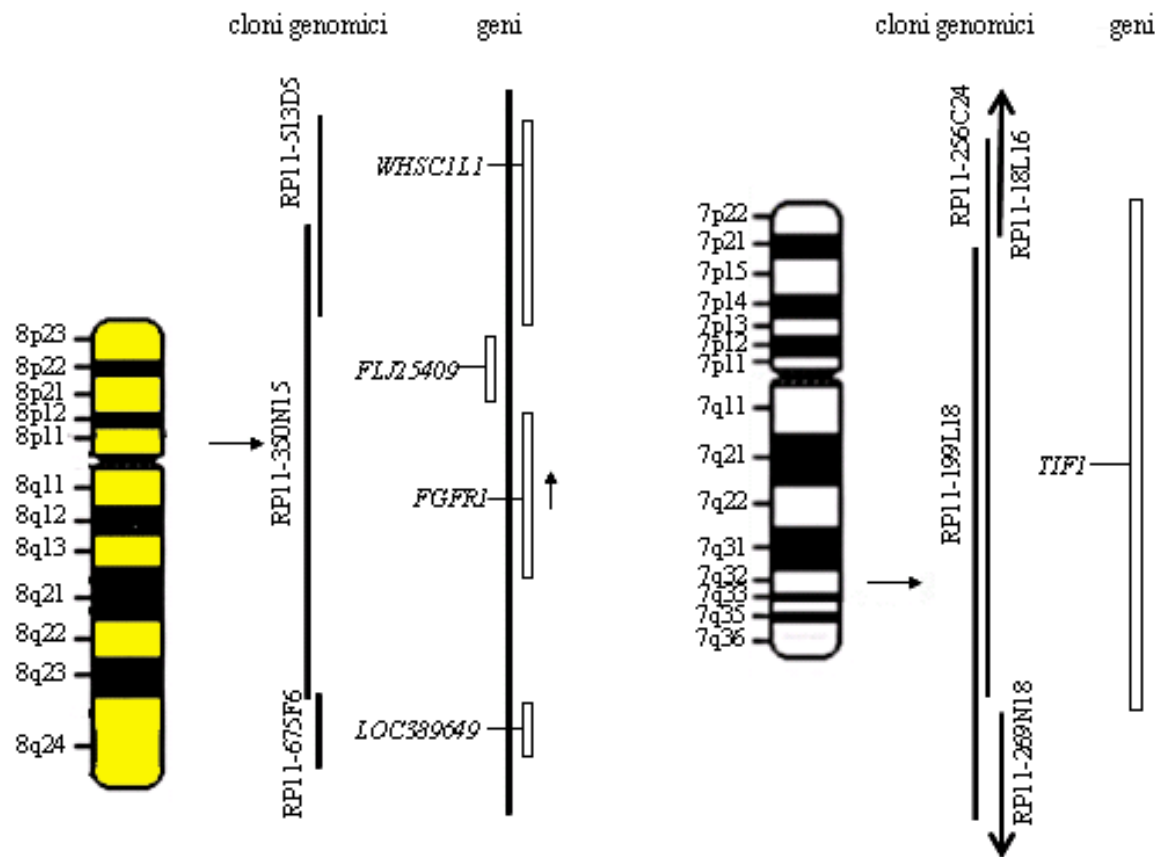 cloni genomici
geni
RP11-513D5
RP11-350N15
RP11-675F6
WHSC1L1
FLJ25409
FGFR1
LOC389649
8p23
8p22
8p21
8p12
8p11
8q11
8q12
8q13
8q21
8q22
8q23
8q24
cloni genomici
geni
RP11-256C24
RP11-18L16
RP11-199L18
RP11-269N18
TIF1
7p22
7p21
7p15
7p14
7p13
7p12
7p11
7q11
7q21
7q22
7q31
7q32
7q33
7q35
7q36